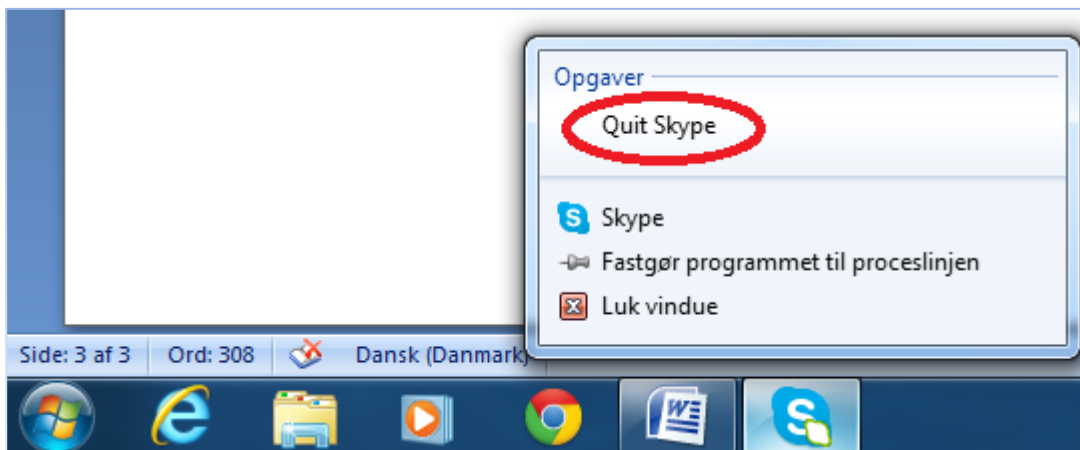 Opgaver
Quit Skype
Skype
Fastgør programmet til proceslinjen
Luk vindue
Side: 3 af 3 Ord: 308 Dansk (Danmark)